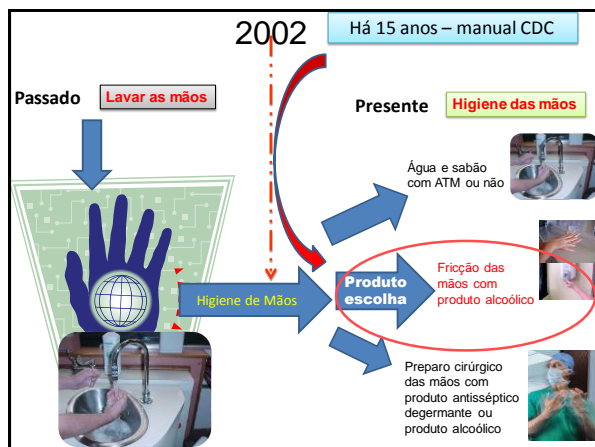 2002
Há 15 anos – manual CDC
Passado
Lavar as mãos
Presente
Higiene das mãos
Água e sabão
com ATM ou não
Higiene de Mãos
Produto
escolha
Fricção das
mãos com
produto alcoólico
Preparo cirúrgico
das mãos com
produto antisséptico
degermante ou
produto alcoólico